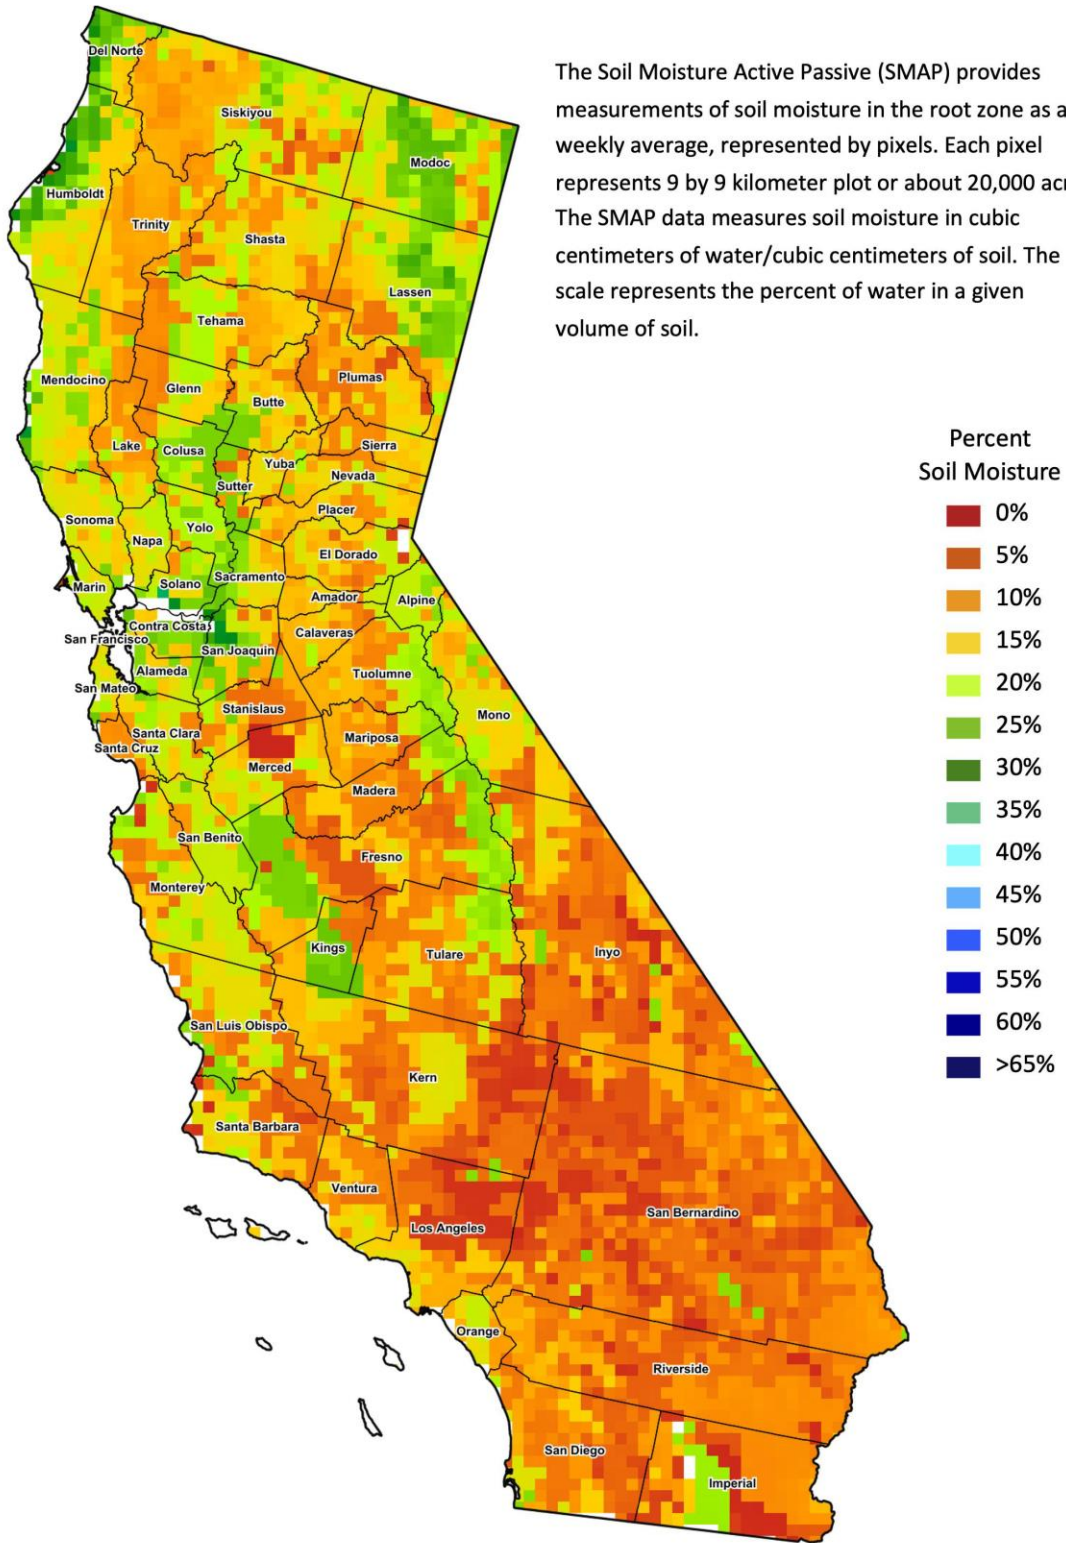 The Soil Moisture Active Passive (SMAP) provides
measurements of soil moisture in the root zone as a
weekly average, represented by pixels. Each pixel
represents 9 by 9 kilometer plot or about 20,000 acr
The SMAP data measures soil moisture in cubic
centimeters of water/cubic centimeters of soil. The
scale represents the percent of water in a given
volume of soil.
Del Norte
Siskiyou
Modoc
Humboldt
Trinity
Shasta
Lassen
Tehama
Mendocino
Glenn
Butte
Plumas
Lake
Colusa
Yuba
Sierra
Sutter
Nevada
Placer
Sonoma
Napa
Yolo
El Dorado
Sacramento
Marin
Solano
Amador
Alpine
Contra Costa
San Francisco
Calaveras
San Joaquin
Alameda
Tuolumne
San Mateo
Stanislaus
Mono
Santa Clara
Santa Cruz
Mariposa
Merced
Madera
San Benito
Fresno
Monterey
Kings
Tulare
Inyo
San Luis Obispo
Kern
Santa Barbara
Ventura
Los Angeles
San Bernardino
Orange
Riverside
San Diego
Imperial
Percent
Soil Moisture
0%
5%
10%
15%
20%
25%
30%
35%
40%
45%
50%
55%
60%
>65%